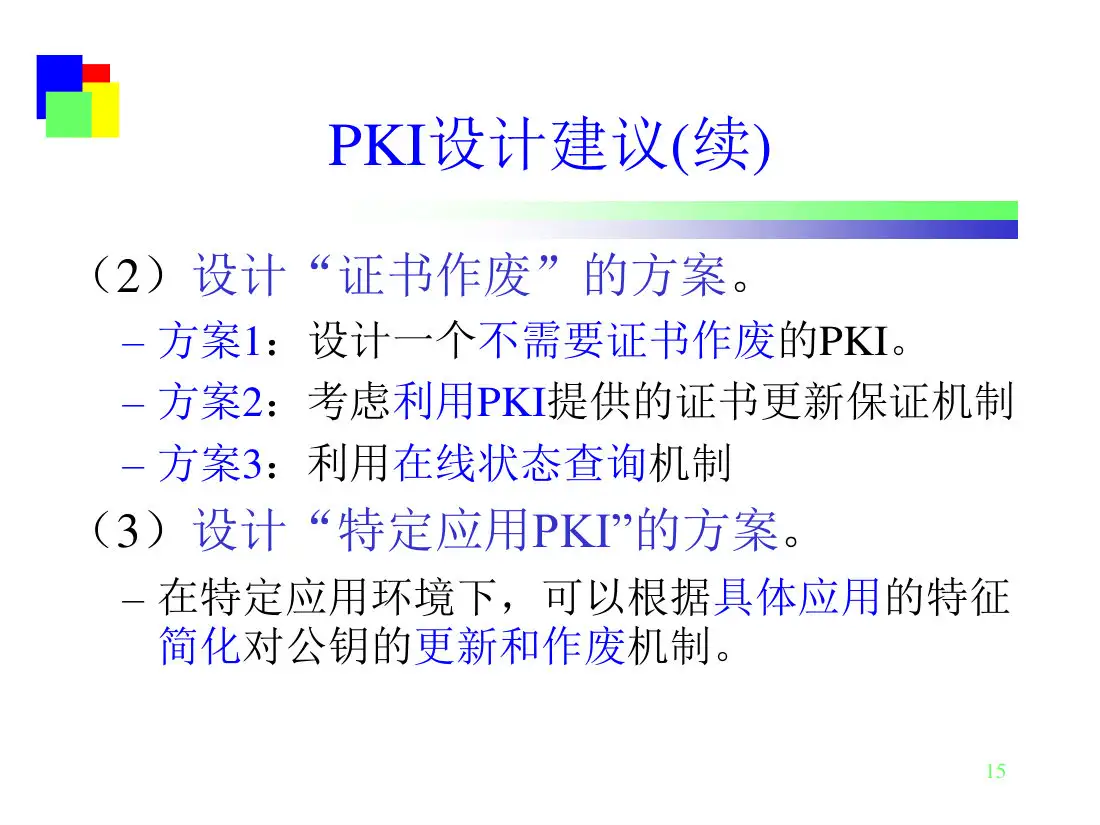 PKI设计建议(续)
（2）设计“证书作废”的方案。
– 方案1：设计一个不需要证书作废的PKI。
– 方案2：考虑利用PKI提供的证书更新保证机制
– 方案3：利用在线状态查询机制
（3）设计“特定应用PKI”的方案。
– 在特定应用环境下，可以根据具体应用的特征
简化对公钥的更新和作废机制。
15